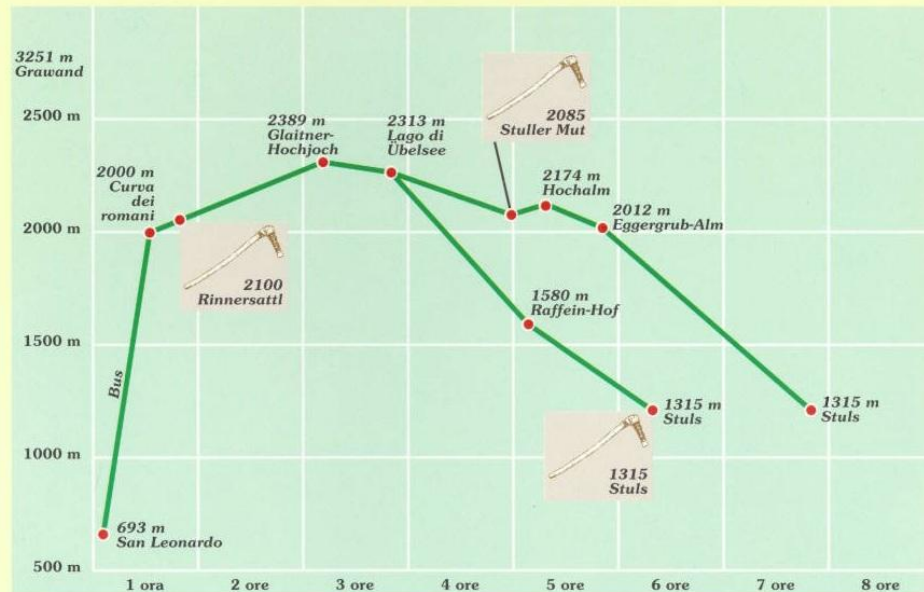 3251 m
Grawand
2500 m
2000 m
1500 m
1000 m
500 m
2000 m
Curva
dei
romani
2389 m
Glaitner-
Hochjoch
2313 m
Lago di
Übelsee
2085
Stuller Mut
2174 m
Hochalm
2012 m
Eggergrub-Alm
2100
Rinnersattl
1580 m
Raffein-Hof
Bus
1315 m
Stuls
1315 m
Stuls
1315
Stuls
693 m
San Leonardo
1 ora
2 ore
3 ore
4 ore
5 ore
6 ore
7 ore
8 ore